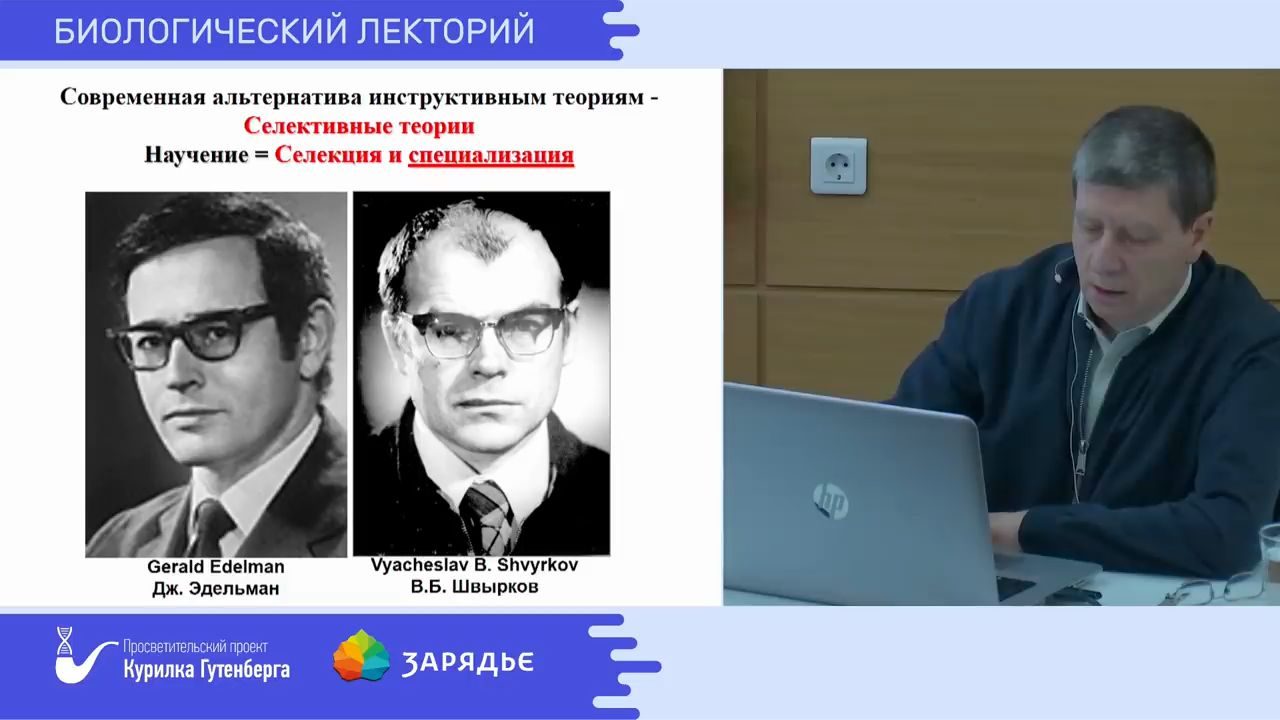 БИОЛОГИЧЕСКИЙ ЛЕКТОРИЙ
Современная альтернатива инструктивным теориям -
Селективные теории
Научение = Селекция и специализация
Gerald Edelman
Дж. Эдельман
Vyacheslav B. Shvyrkov
В.Б. Швырков
hp
Просветительский проект
Курилка Гутенберга
ЗАРЯДЬЕ